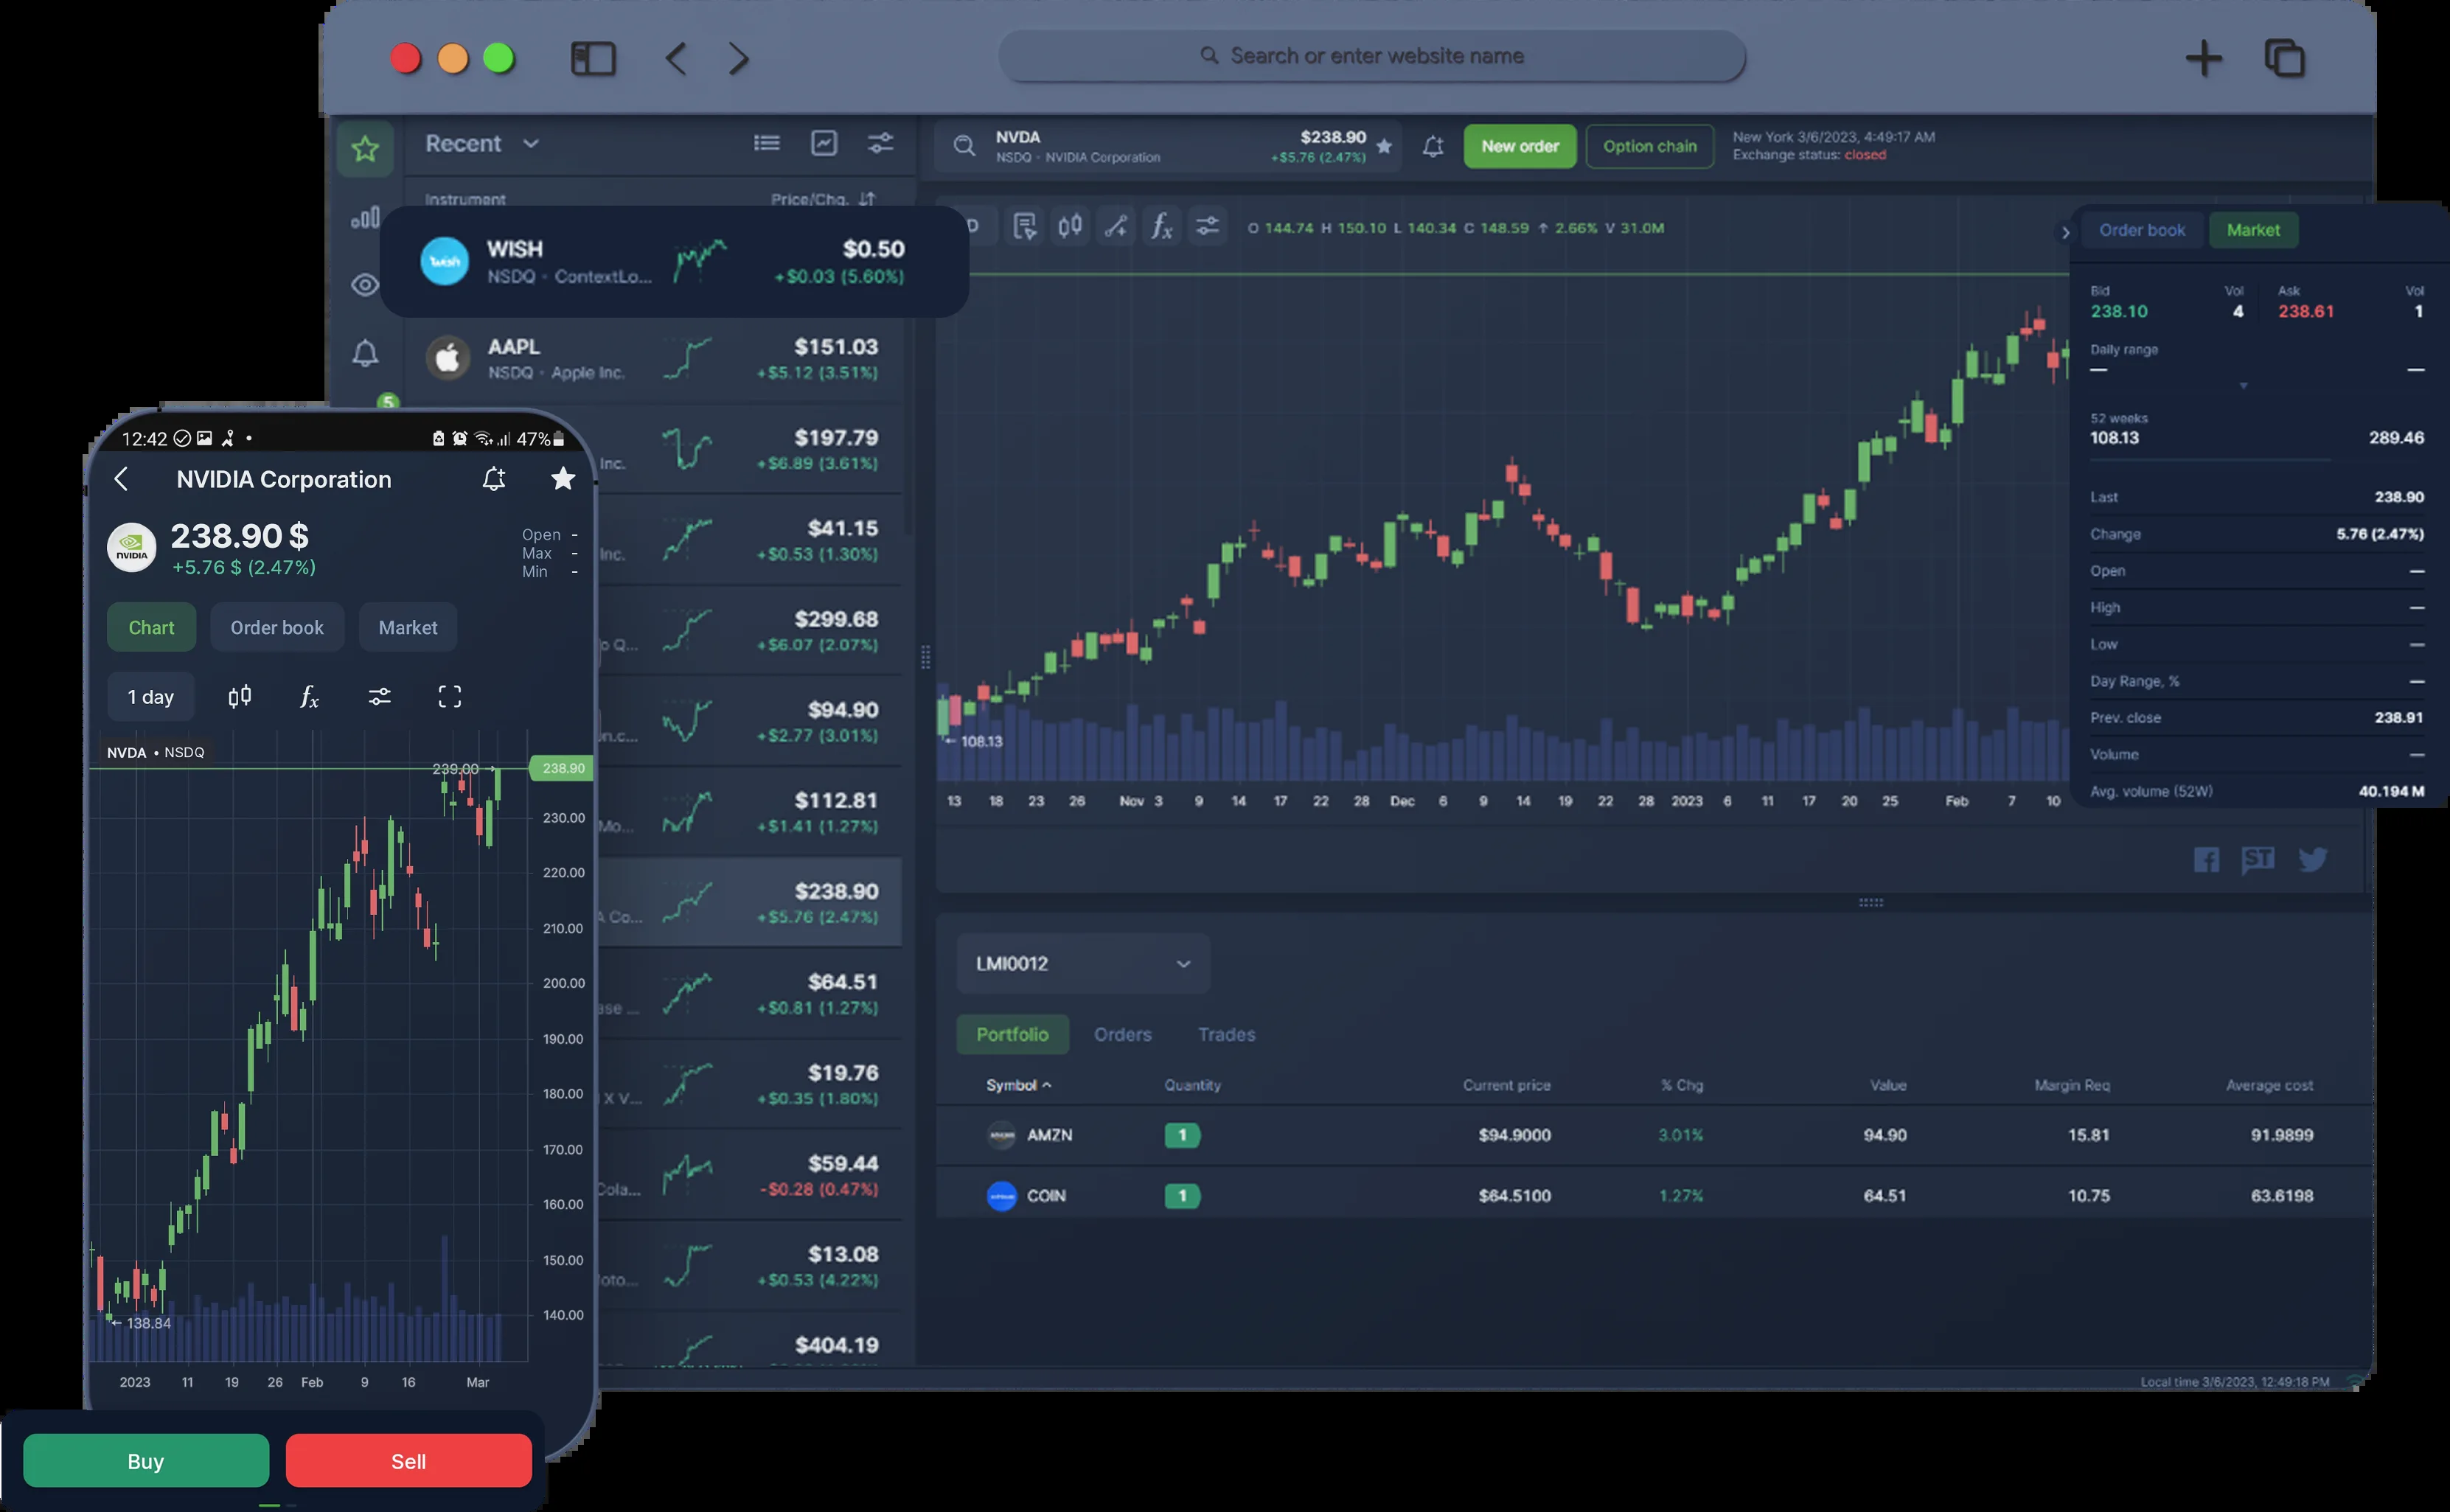 Search or enter website name
Recent
Instrument Price/Chg.
WISH $0.50
NSDQ · ContextLo... +$0.03 (5.60%)
AAPL $151.03
NSDQ · Apple Inc. +$5.12 (3.51%)
5
$197.79
Inc. +$6.89 (3.61%)
$41.15
Inc. +$0.53 (1.30%)
$299.68
o Q... +$6.07 (2.07%)
$94.90
n.c... +$2.77 (3.01%)
$112.81
Mo... +$1.41 (1.27%)
$238.90
A Co... +$5.76 (2.47%)
$64.51
ase ... +$0.81 (1.27%)
$19.76
X V... +$0.35 (1.80%)
$59.44
Cola... -$0.28 (0.47%)
$13.08
oto... +$0.53 (4.22%)
$404.19
NVDA $238.90
NSDQ · NVIDIA Corporation +$5.76 (2.47%)
New order
Option chain
New York 3/6/2023, 4:49:17 AM
Exchange status: closed
D fx O 144.74 H 150.10 L 140.34 C 148.59 ↑ 2.66% V 31.0M
← 108.13
13 18 23 26 Nov 3 9 14 17 22 28 Dec 6 9 14 19 22 28 2023 6 11 17 20 25 Feb 7 10
Order book Market
Bid Vol Ask Vol
238.10 4 238.61 1
Daily range
— —
52 weeks
108.13 289.46
Last 238.90
Change 5.76 (2.47%)
Open —
High —
Low —
Day Range, % —
Prev. close 238.91
Volume —
Avg. volume (52W) 40.194 M
ST
LMI0012
Portfolio Orders Trades
Symbol Quantity Current price % Chg Value Margin Req Average cost
AMZN 1 $94.9000 3.01% 94.90 15.81 91.9899
COIN 1 $64.5100 1.27% 64.51 10.75 63.6198
Local time 3/6/2023, 12:49:18 PM
12:42 47%
NVIDIA Corporation
NVIDIA
238.90 $
+5.76 $ (2.47%)
Open -
Max -
Min -
Chart Order book Market
1 day fx
NVDA • NSDQ
239.00 → 238.90
230.00
220.00
210.00
200.00
190.00
180.00
170.00
160.00
150.00
140.00
← 138.84
2023 11 19 26 Feb 9 16 Mar
Buy Sell